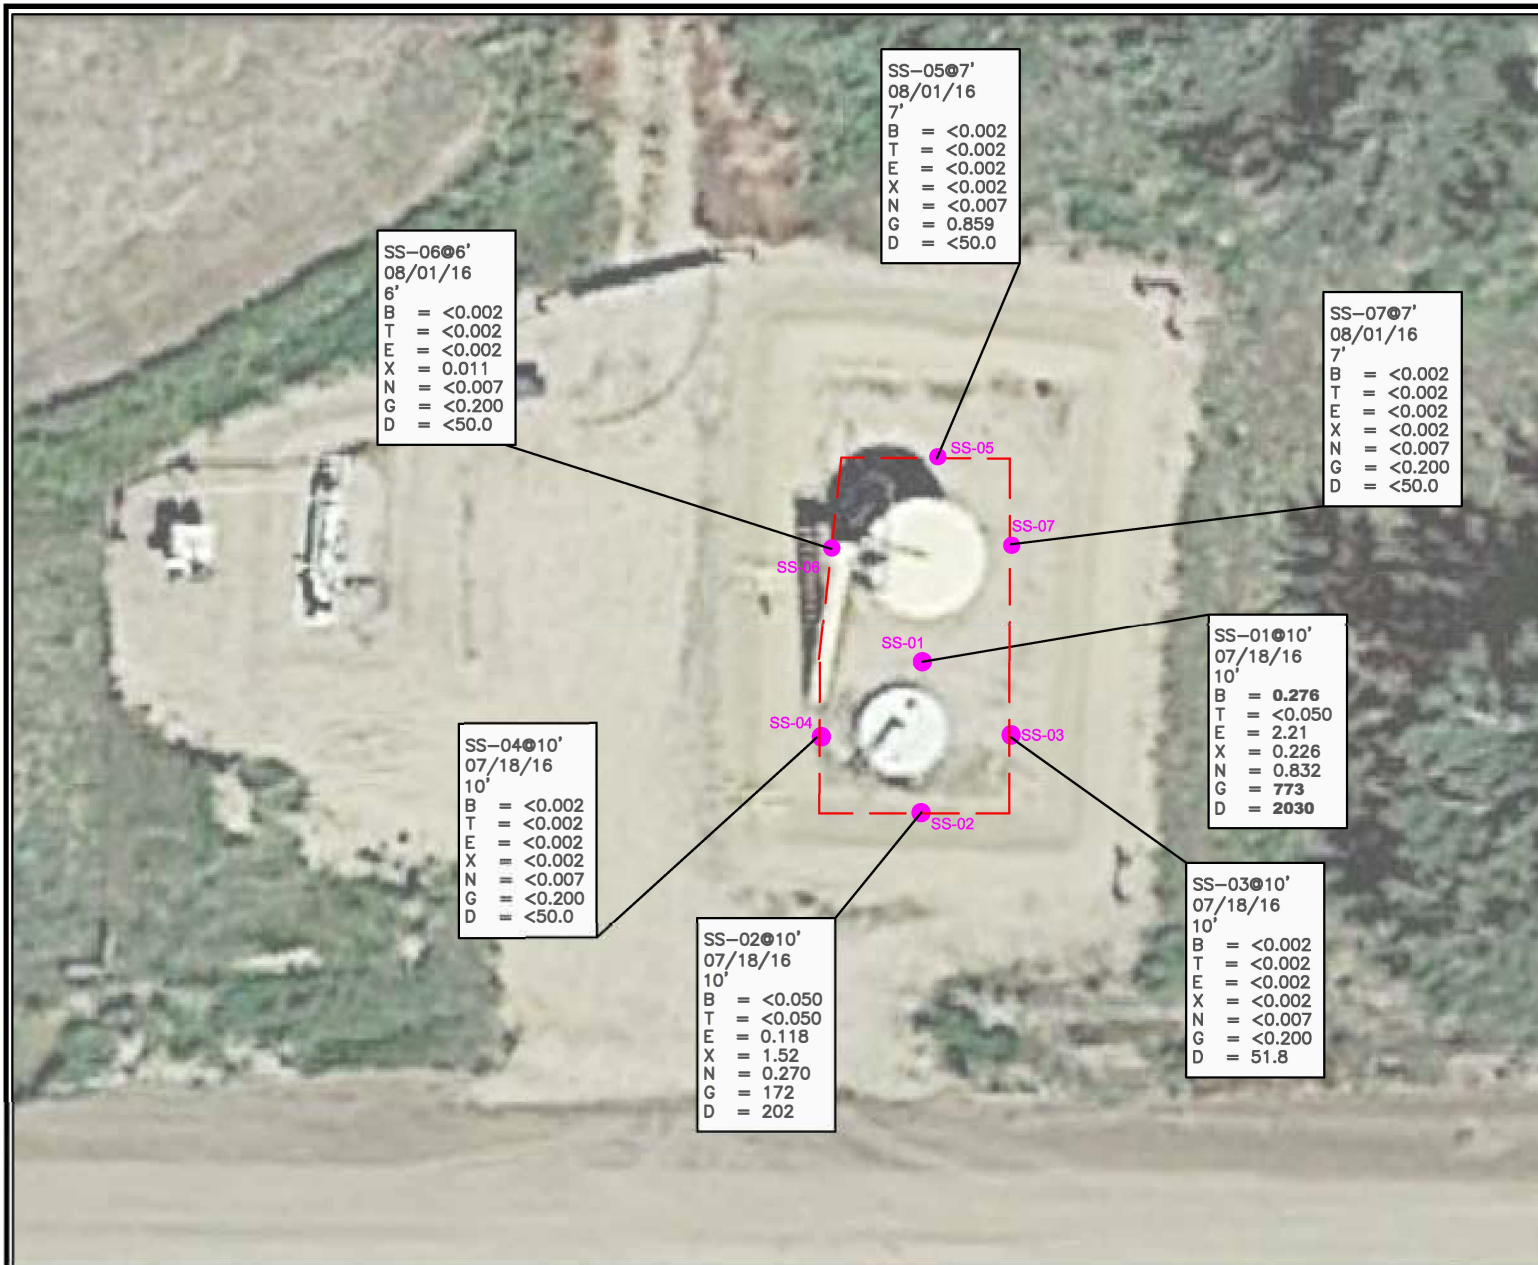 SS-05@7'
08/01/16
7'
B = <0.002
T = <0.002
E = <0.002
X = <0.002
N = <0.007
G = 0.859
D = <50.0
SS-06@6'
08/01/16
6'
B = <0.002
T = <0.002
E = <0.002
X = 0.011
N = <0.007
G = <0.200
D = <50.0
SS-07@7'
08/01/16
7'
B = <0.002
T = <0.002
E = <0.002
X = <0.002
N = <0.007
G = <0.200
D = <50.0
SS-05
SS-07
SS-06
SS-01
SS-04
SS-03
SS-02
SS-01@10'
07/18/16
10'
B = 0.276
T = <0.050
E = 2.21
X = 0.226
N = 0.832
G = 773
D = 2030
SS-04@10'
07/18/16
10'
B = <0.002
T = <0.002
E = <0.002
X = <0.002
N = <0.007
G = <0.200
D = <50.0
SS-02@10'
07/18/16
10'
B = <0.050
T = <0.050
E = 0.118
X = 1.52
N = 0.270
G = 172
D = 202
SS-03@10'
07/18/16
10'
B = <0.002
T = <0.002
E = <0.002
X = <0.002
N = <0.007
G = <0.200
D = 51.8